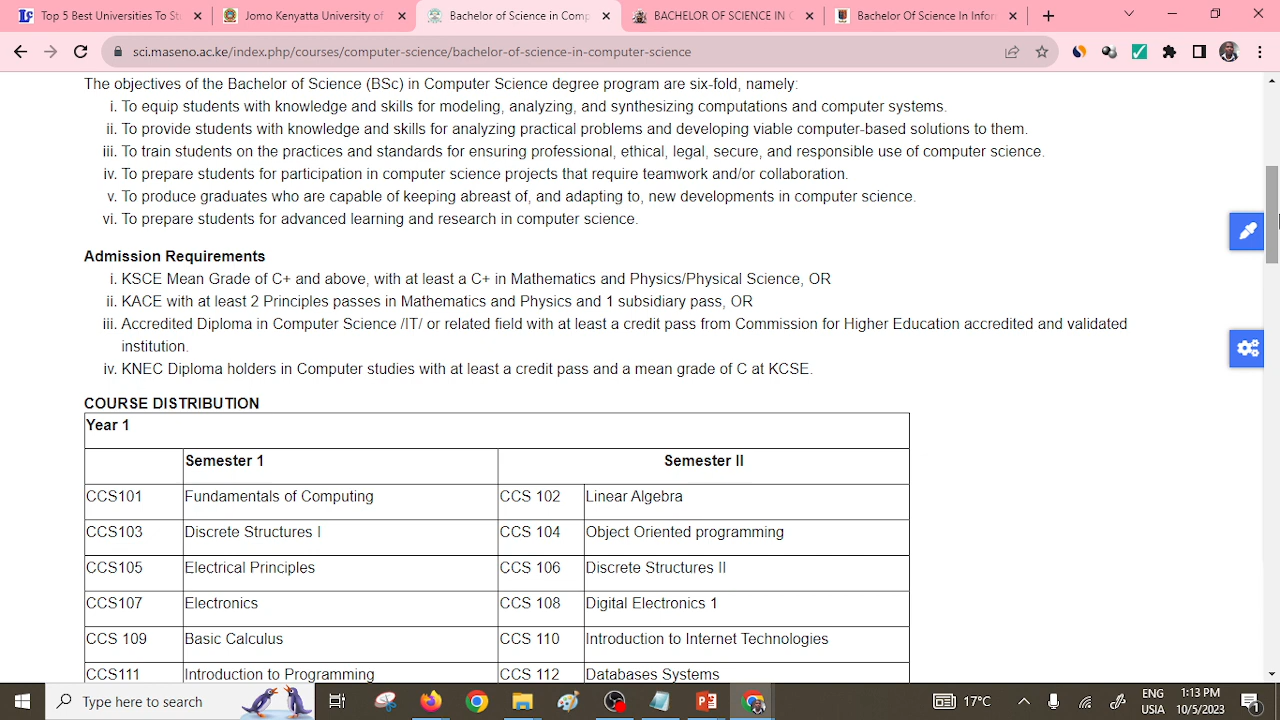 Top 5 Best Universities To St
Jomo Kenyatta University of
Bachelor of Science in Comp
BACHELOR OF SCIENCE IN C
Bachelor Of Science In Infor
sci.maseno.ac.ke/index.php/courses/computer-science/bachelor-of-science-in-computer-science
The objectives of the Bachelor of Science (BSc) in Computer Science degree program are six-fold, namely:
i. To equip students with knowledge and skills for modeling, analyzing, and synthesizing computations and computer systems.
ii. To provide students with knowledge and skills for analyzing practical problems and developing viable computer-based solutions to them.
iii. To train students on the practices and standards for ensuring professional, ethical, legal, secure, and responsible use of computer science.
iv. To prepare students for participation in computer science projects that require teamwork and/or collaboration.
v. To produce graduates who are capable of keeping abreast of, and adapting to, new developments in computer science.
vi. To prepare students for advanced learning and research in computer science.
Admission Requirements
i. KSCE Mean Grade of C+ and above, with at least a C+ in Mathematics and Physics/Physical Science, OR
ii. KACE with at least 2 Principles passes in Mathematics and Physics and 1 subsidiary pass, OR
iii. Accredited Diploma in Computer Science /IT/ or related field with at least a credit pass from Commission for Higher Education accredited and validated
institution.
iv. KNEC Diploma holders in Computer studies with at least a credit pass and a mean grade of C at KCSE.
COURSE DISTRIBUTION
Year 1
Semester 1 Semester II
CCS101 Fundamentals of Computing CCS 102 Linear Algebra
CCS103 Discrete Structures I CCS 104 Object Oriented programming
CCS105 Electrical Principles CCS 106 Discrete Structures II
CCS107 Electronics CCS 108 Digital Electronics 1
CCS 109 Basic Calculus CCS 110 Introduction to Internet Technologies
CCS111 Introduction to Programming CCS 112 Databases Systems
Type here to search
17°C
ENG
USIA
1:13 PM
10/5/2023
1